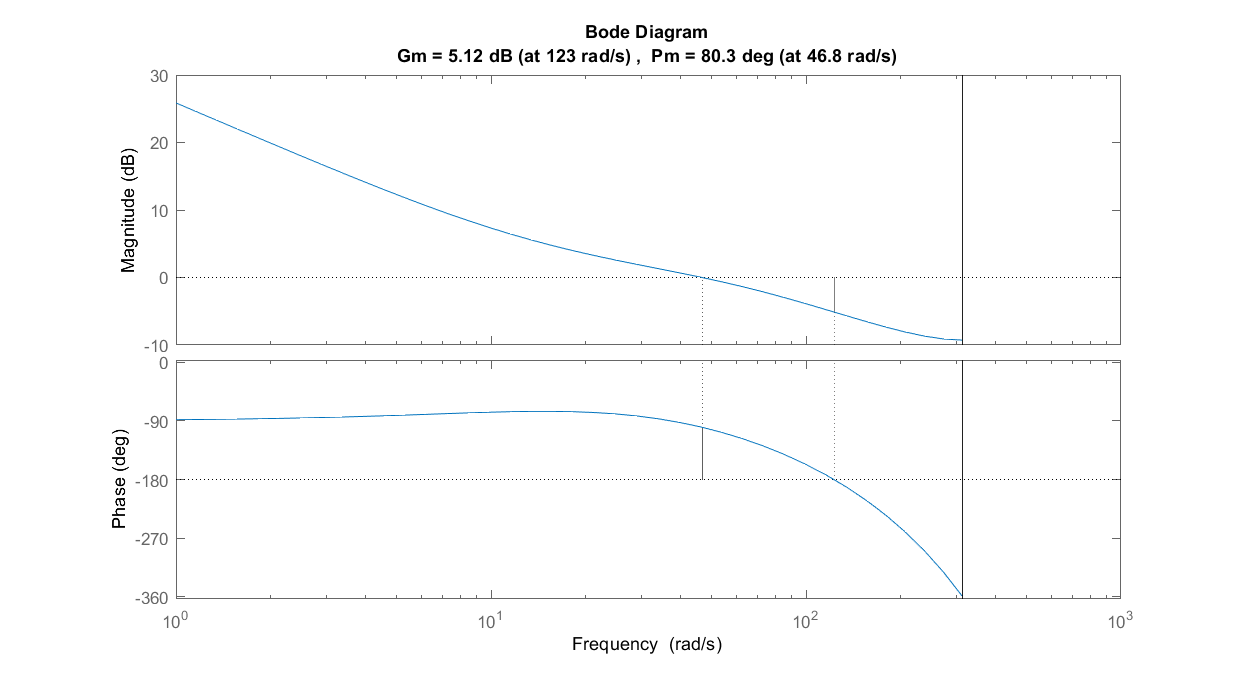 Bode Diagram
Gm = 5.12 dB (at 123 rad/s) ,  Pm = 80.3 deg (at 46.8 rad/s)
30
20
10
0
-10
Magnitude (dB)
0
-90
-180
-270
-360
Phase (deg)
10^0 10^1 10^2 10^3
Frequency  (rad/s)